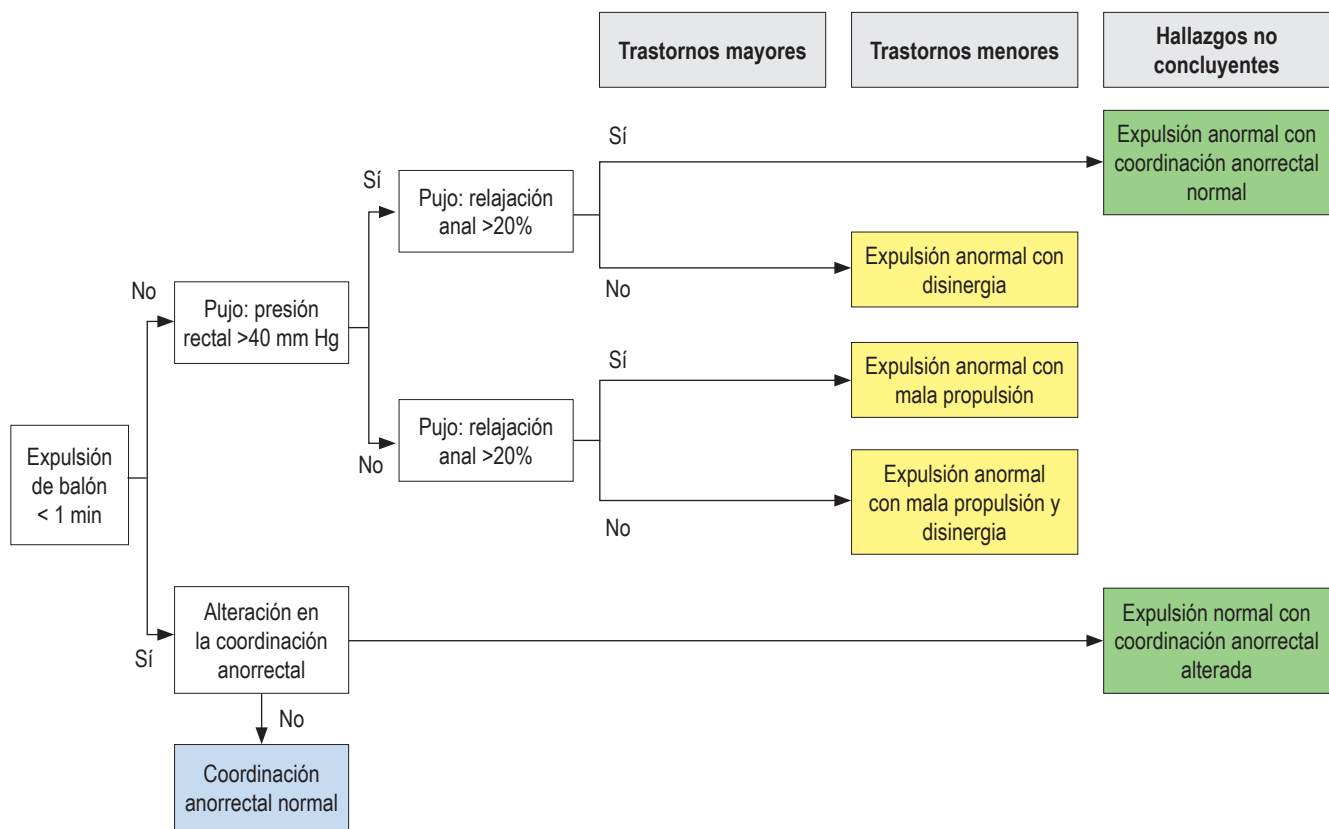 Trastornos mayores
Trastornos menores
Hallazgos no
concluyentes
Sí
Expulsión anormal con
coordinación anorrectal
normal
Sí
Pujo: relajación
anal >20%
No
Expulsión anormal con
disinergia
No
Pujo: presión
rectal >40 mm Hg
Sí
Expulsión anormal con
mala propulsión
No
Pujo: relajación
anal >20%
No
Expulsión anormal
con mala propulsión y
disinergia
Expulsión
de balón
< 1 min
Sí
Alteración en
la coordinación
anorrectal
Expulsión normal con
coordinación anorrectal
alterada
No
Coordinación
anorrectal normal